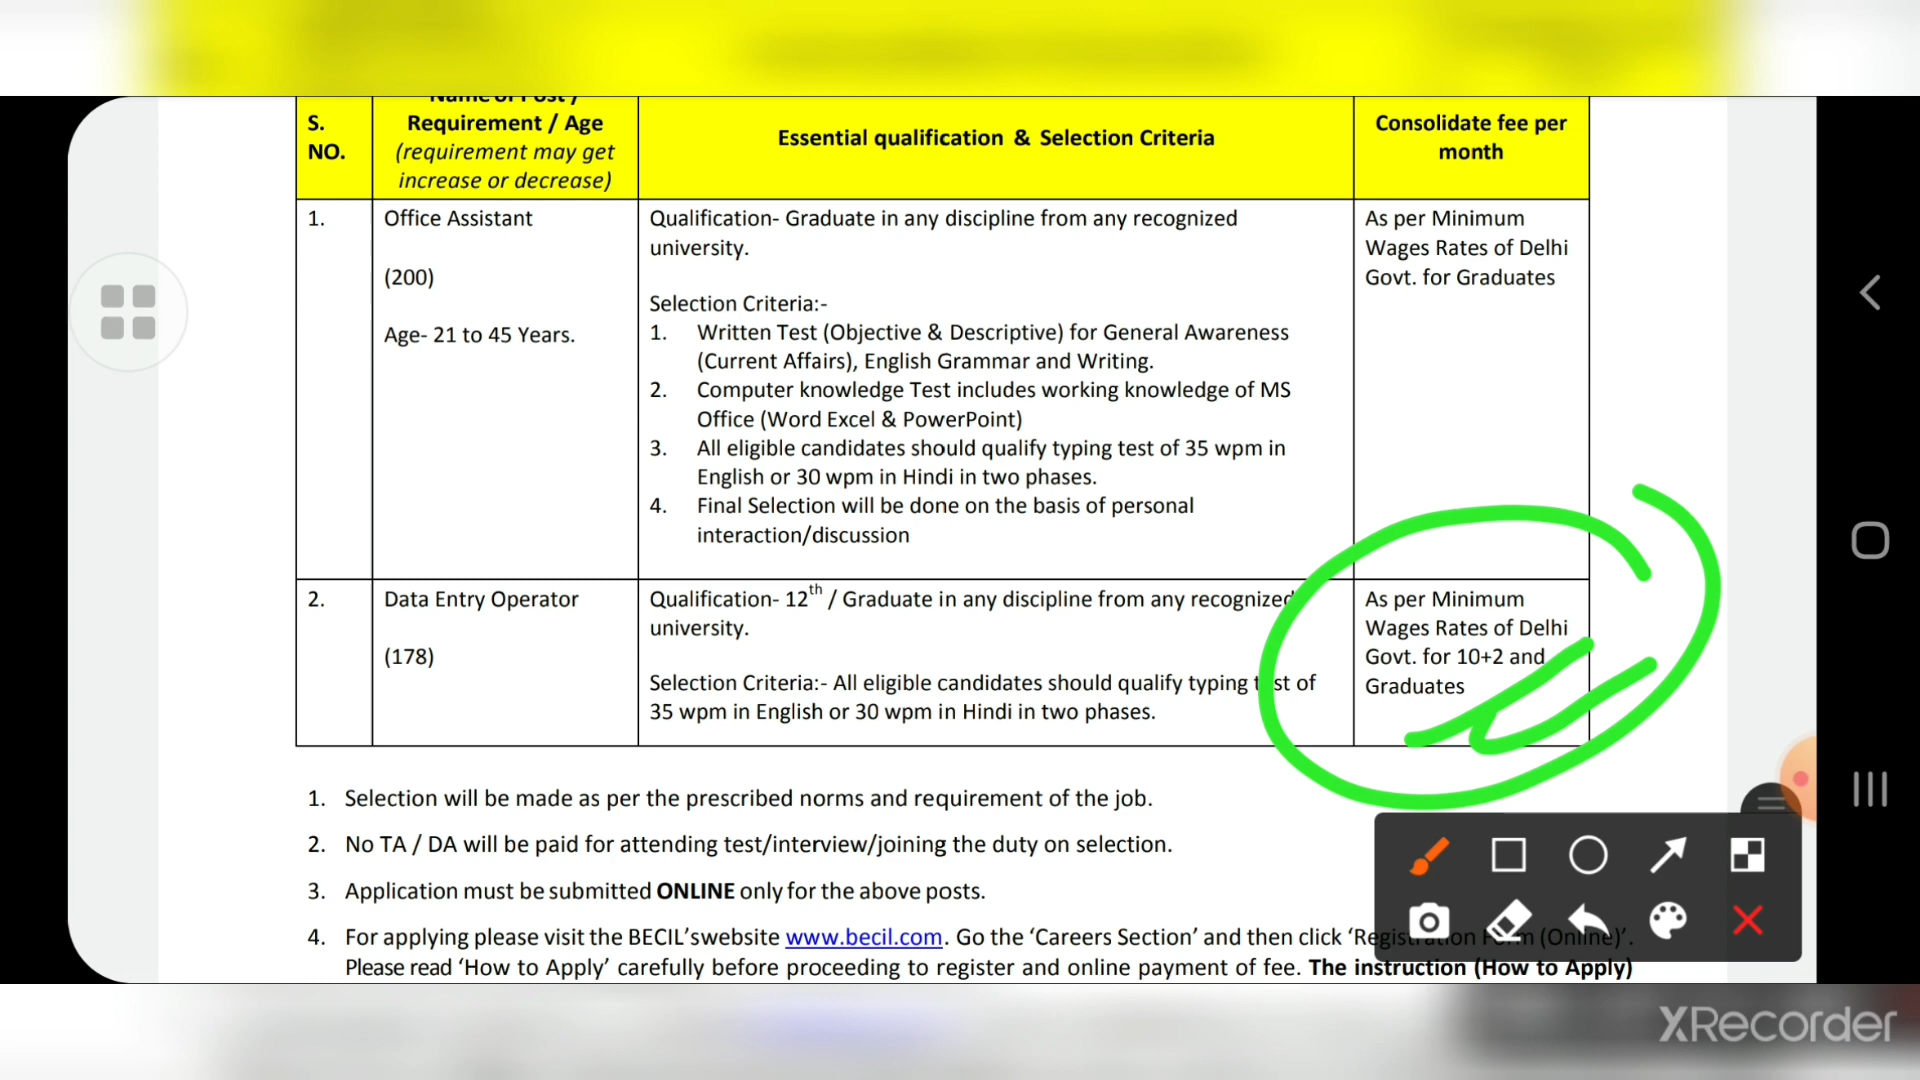 Name of Post /
S.
NO.
Requirement / Age
(requirement may get
increase or decrease)
Essential qualification & Selection Criteria
Consolidate fee per
month
1.
Office Assistant
(200)
Age- 21 to 45 Years.
Qualification- Graduate in any discipline from any recognized
university.
Selection Criteria:-
1. Written Test (Objective & Descriptive) for General Awareness
(Current Affairs), English Grammar and Writing.
2. Computer knowledge Test includes working knowledge of MS
Office (Word Excel & PowerPoint)
3. All eligible candidates should qualify typing test of 35 wpm in
English or 30 wpm in Hindi in two phases.
4. Final Selection will be done on the basis of personal
interaction/discussion
As per Minimum
Wages Rates of Delhi
Govt. for Graduates
2.
Data Entry Operator
(178)
Qualification- 12th / Graduate in any discipline from any recognized
university.
Selection Criteria:- All eligible candidates should qualify typing test of
35 wpm in English or 30 wpm in Hindi in two phases.
As per Minimum
Wages Rates of Delhi
Govt. for 10+2 and
Graduates
1. Selection will be made as per the prescribed norms and requirement of the job.
2. No TA / DA will be paid for attending test/interview/joining the duty on selection.
3. Application must be submitted ONLINE only for the above posts.
4. For applying please visit the BECIL'swebsite www.becil.com. Go the 'Careers Section' and then click 'Registration Form (Online)'.
Please read 'How to Apply' carefully before proceeding to register and online payment of fee. The instruction (How to Apply)
XRecorder